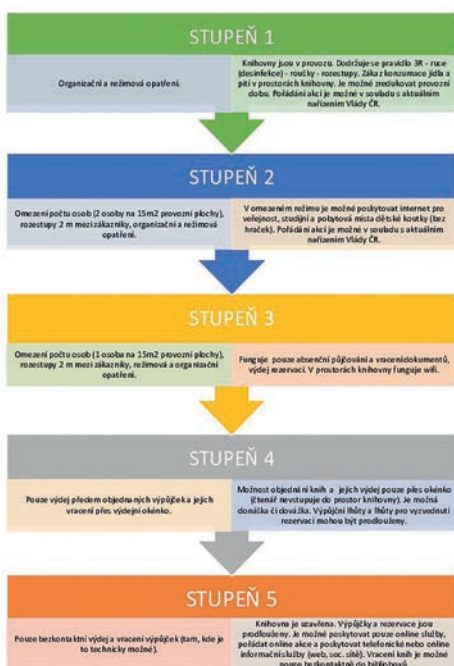 STUPEŇ 1
Organizační a režimová opatření.
Knihovny jsou v provozu. Dodržuje se pravidlo 3R - ruce
(desinfekce) - roušky - rozestupy. Zákaz konzumace jídla a
pití v prostorách knihovny. Je možné zredukovat provozní
dobu. Pořádání akcí je možné v souladu s aktuálním
nařízením Vlády ČR.
STUPEŇ 2
Omezení počtu osob (2 osoby na 15m2 provozní plochy),
rozestupy 2 m mezi zákazníky, organizační a režimová
opatření.
V omezeném režimu je možné poskytovat internet pro
veřejnost, studijní a pobytová místa dětské koutky (bez
hraček). Pořádání akcí je možné v souladu s aktuálním
nařízením Vlády ČR.
STUPEŇ 3
Omezení počtu osob (1 osoba na 15m2 provozní plochy),
rozestupy 2 m mezi zákazníky, režimová a organizační
opatření.
Funguje pouze absenční půjčování a vracení dokumentů,
výdej rezervací. V prostorách knihovny funguje wifi.
STUPEŇ 4
Pouze výdej předem objednaných výpůjček a jejich
vracení přes výdejní okénko.
Možnost objednání knih a jejich výdej pouze přes okénko
(čtenář nevstupuje do prostor knihovny). Je možná
donáška či dovážka. Výpůjční lhůty a lhůty pro vyzvednutí
rezervací mohou být prodlouženy.
STUPEŇ 5
Pouze bezkontaktní výdej a vracení výpůjček (tam, kde je
to technicky možné).
Knihovna je uzavřena. Výpůjčky a rezervace jsou
prodlouženy. Je možné poskytovat pouze online služby,
pořádat online akce a poskytovat telefonické nebo online
informační služby (web, soc. sítě). Vracení knih je možné
pouze bezkontaktně do biblioboxů.